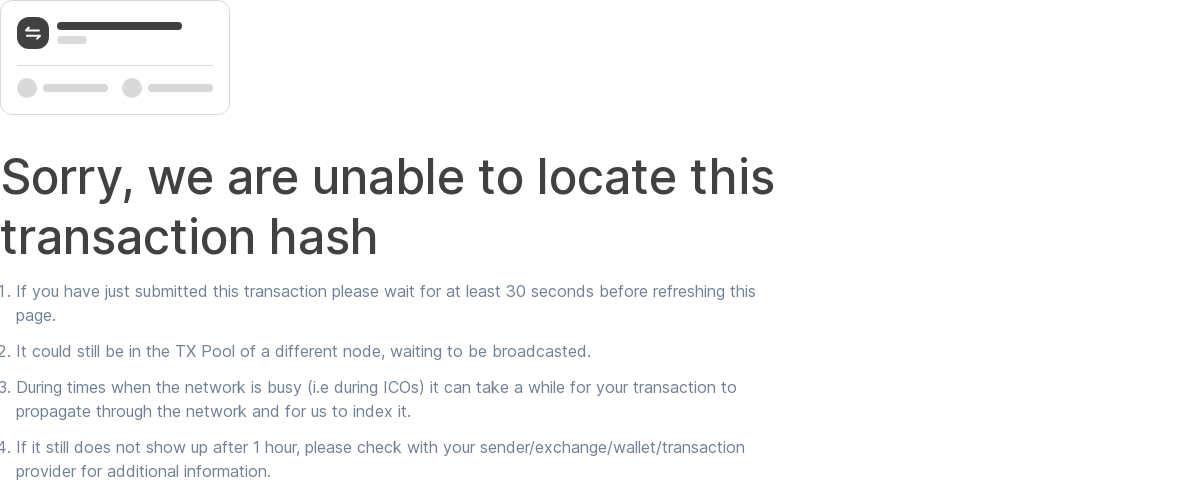 Sorry, we are unable to locate this
transaction hash
1. If you have just submitted this transaction please wait for at least 30 seconds before refreshing this
page.
2. It could still be in the TX Pool of a different node, waiting to be broadcasted.
3. During times when the network is busy (i.e during ICOs) it can take a while for your transaction to
propagate through the network and for us to index it.
4. If it still does not show up after 1 hour, please check with your sender/exchange/wallet/transaction
provider for additional information.